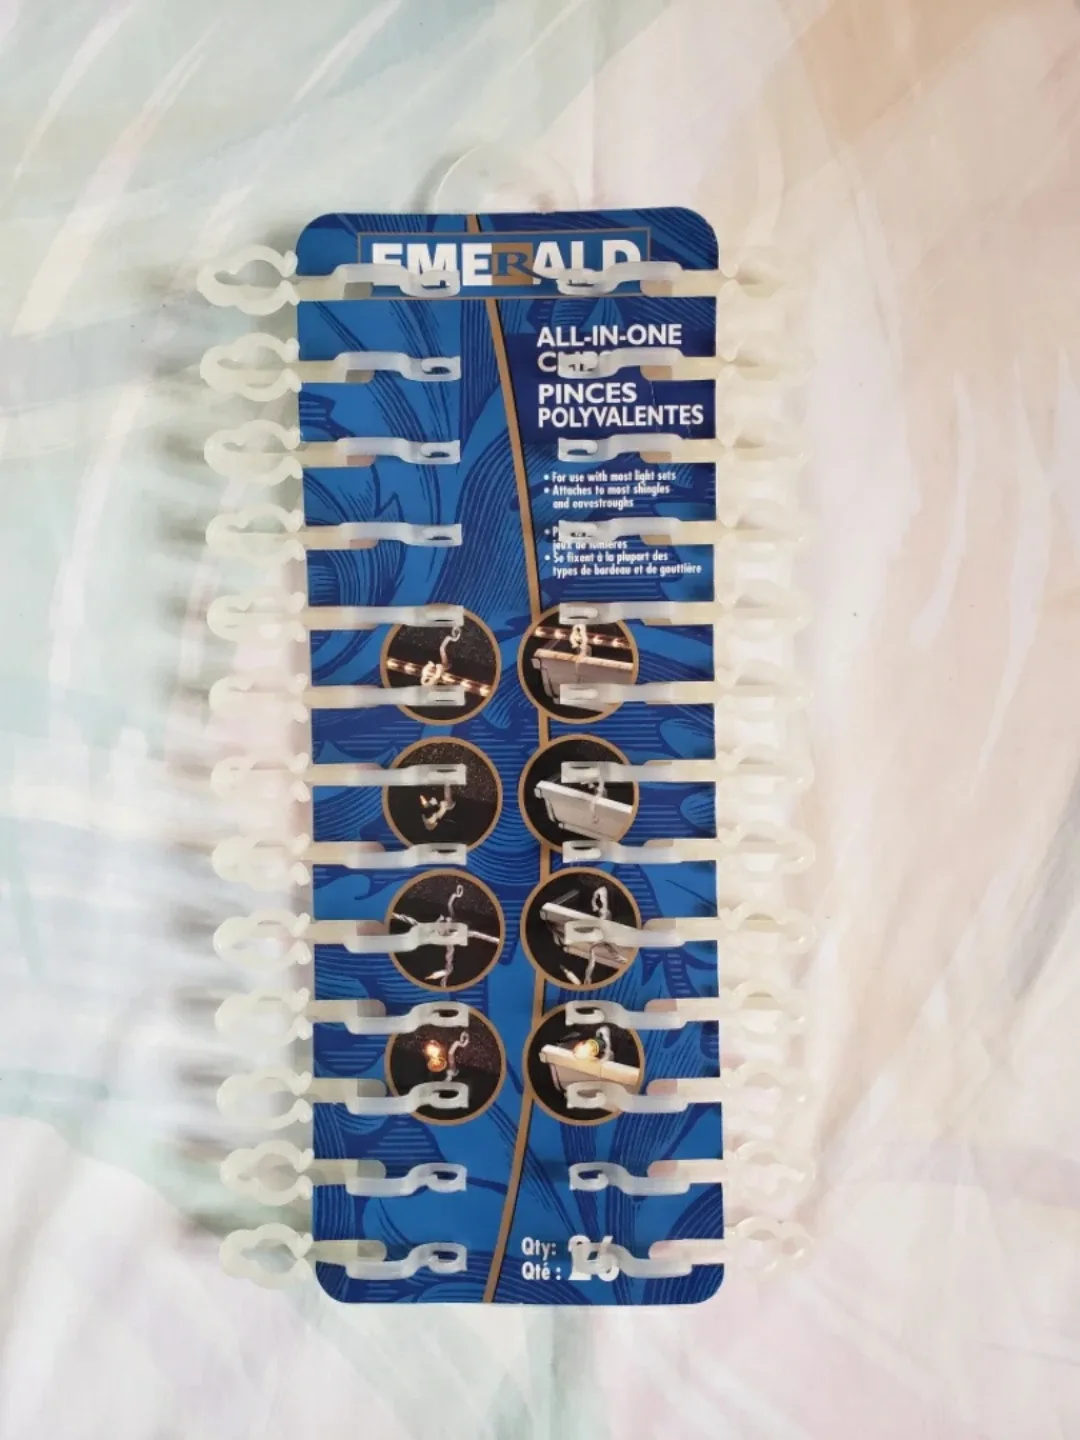 EMERALD
ALL-IN-ONE
PINCES
POLYVALENTES
• For use with most light sets
• Attaches to most shingles
and eavestroughs
jeux de lumières
• Se fixent à la plupart des
types de bardeau et de gouttière
Qty: 26
Qté :